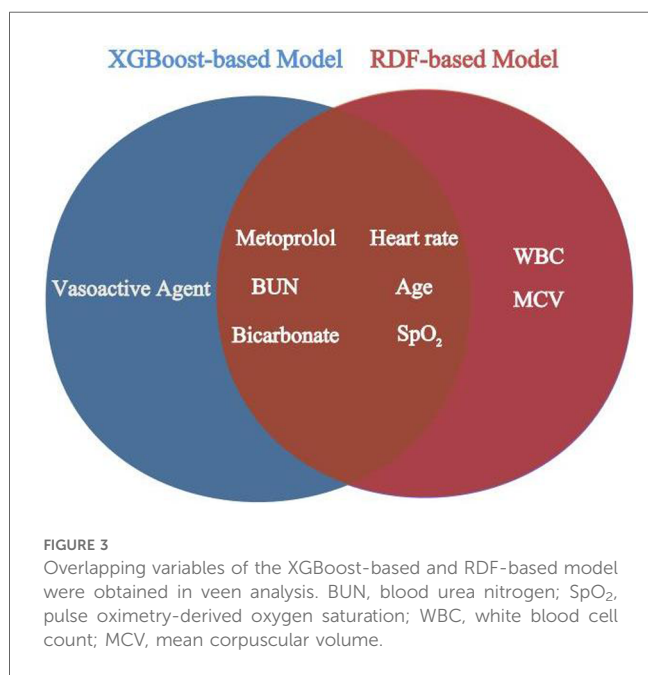 XGBoost-based Model RDF-based Model
Metoprolol Heart rate
WBC
Vasoactive Agent BUN Age
MCV
Bicarbonate SpO₂
FIGURE 3
Overlapping variables of the XGBoost-based and RDF-based model
were obtained in veen analysis. BUN, blood urea nitrogen; SpO₂,
pulse oximetry-derived oxygen saturation; WBC, white blood cell
count; MCV, mean corpuscular volume.